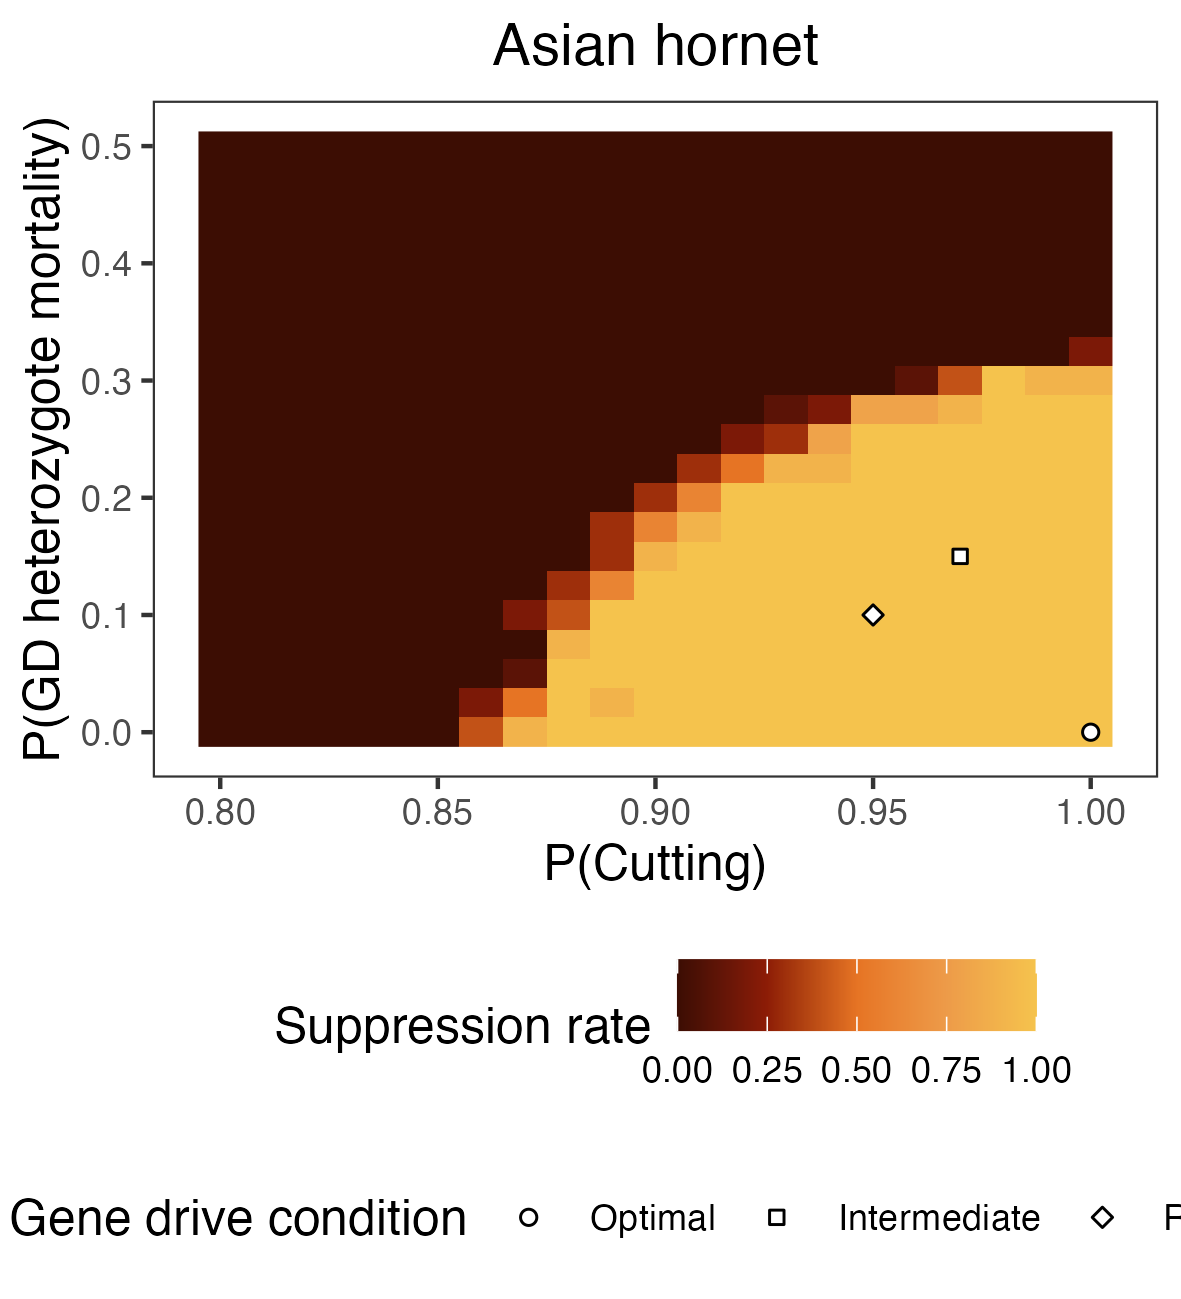 Asian hornet
P(GD heterozygote mortality)
0.5
0.4
0.3
0.2
0.1
0.0
0.80 0.85 0.90 0.95 1.00
P(Cutting)
Suppression rate
0.00 0.25 0.50 0.75 1.00
Gene drive condition Optimal Intermediate